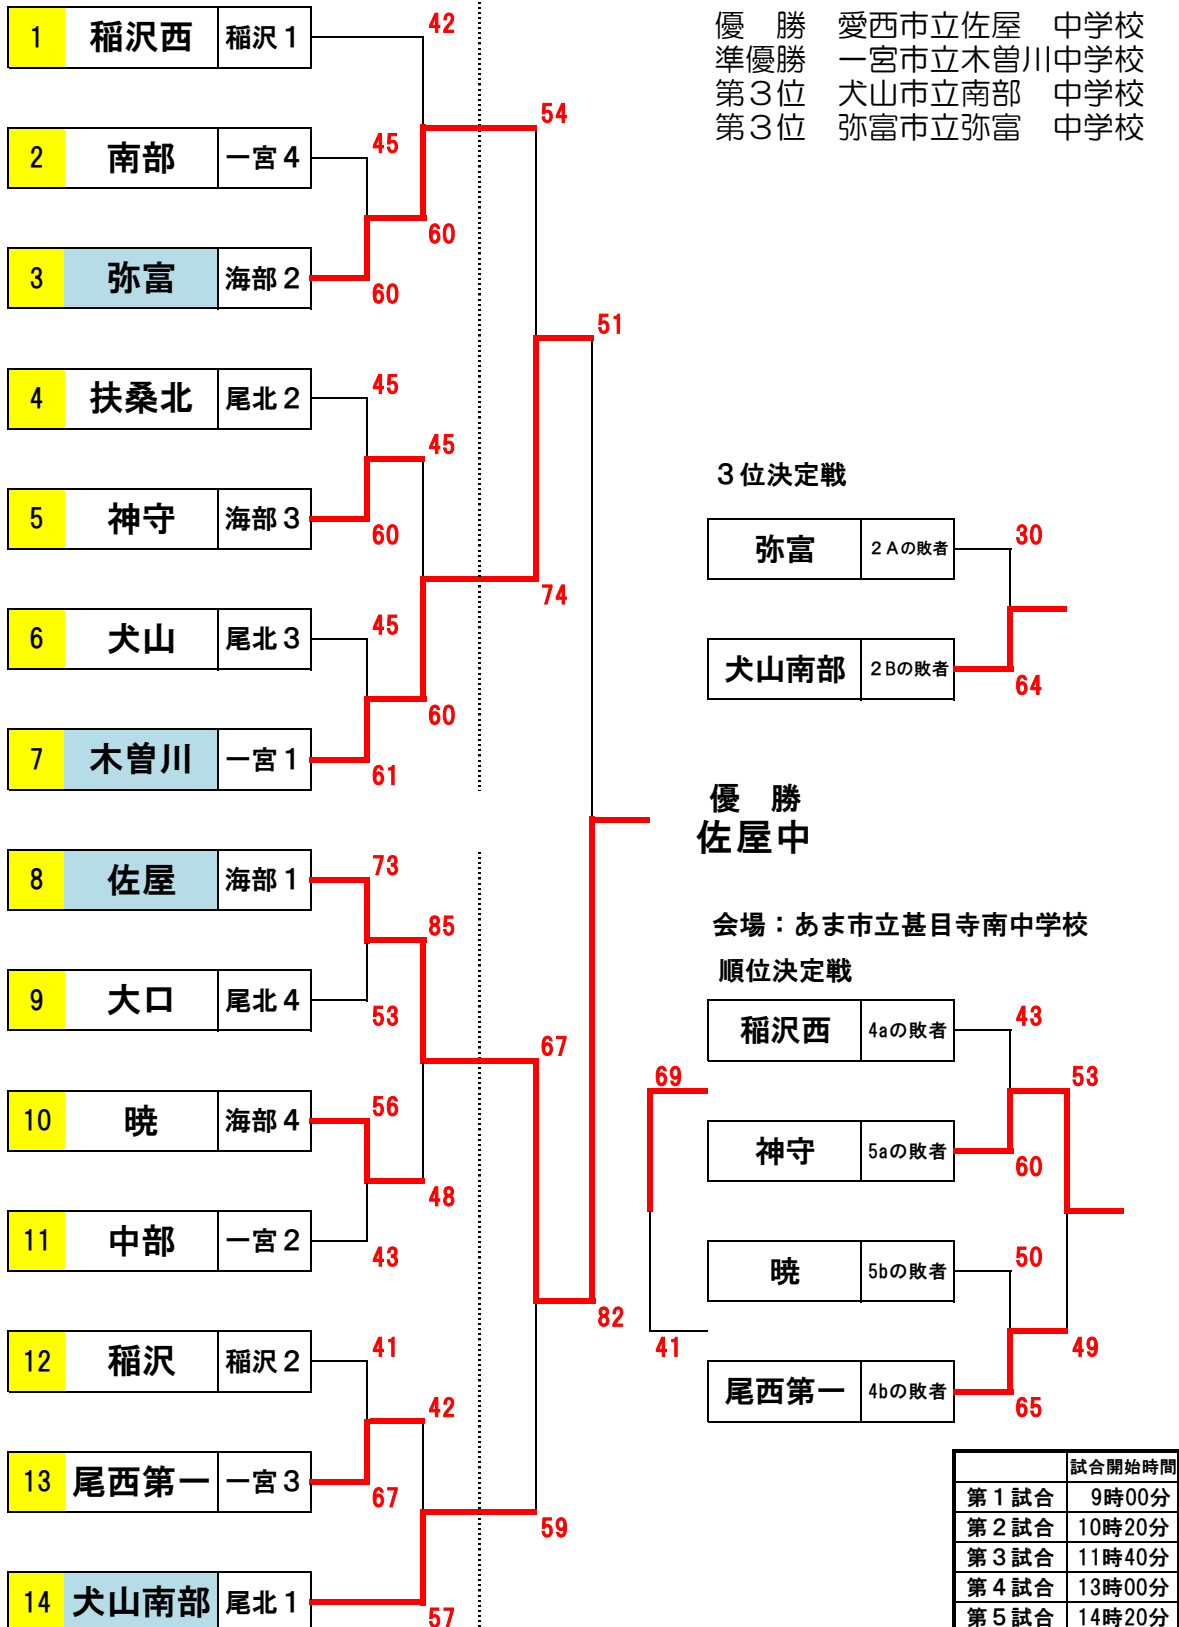 優　勝　愛西市立佐屋　中学校
準優勝　一宮市立木曽川中学校
第３位　犬山市立南部　中学校
第３位　弥富市立弥富　中学校
1 稲沢西 稲沢１
42
54
2 南部 一宮４
45
60
3 弥富 海部２
60
51
4 扶桑北 尾北２
45
45
5 神守 海部３
60
74
6 犬山 尾北３
45
60
7 木曽川 一宮１
61
３位決定戦
弥富 2Ａの敗者
30
犬山南部 2Bの敗者
64
優　勝
佐屋中
8 佐屋 海部１
73
85
9 大口 尾北４
53
67
10 暁 海部４
56
48
11 中部 一宮２
43
82
12 稲沢 稲沢２
41
42
13 尾西第一 一宮３
67
59
14 犬山南部 尾北１
57
会場：あま市立甚目寺南中学校
順位決定戦
稲沢西 4aの敗者
43
69
53
神守 5aの敗者
60
暁 5bの敗者
50
41
49
尾西第一 4bの敗者
65
試合開始時間
第１試合 9時00分
第２試合 10時20分
第３試合 11時40分
第４試合 13時00分
第５試合 14時20分